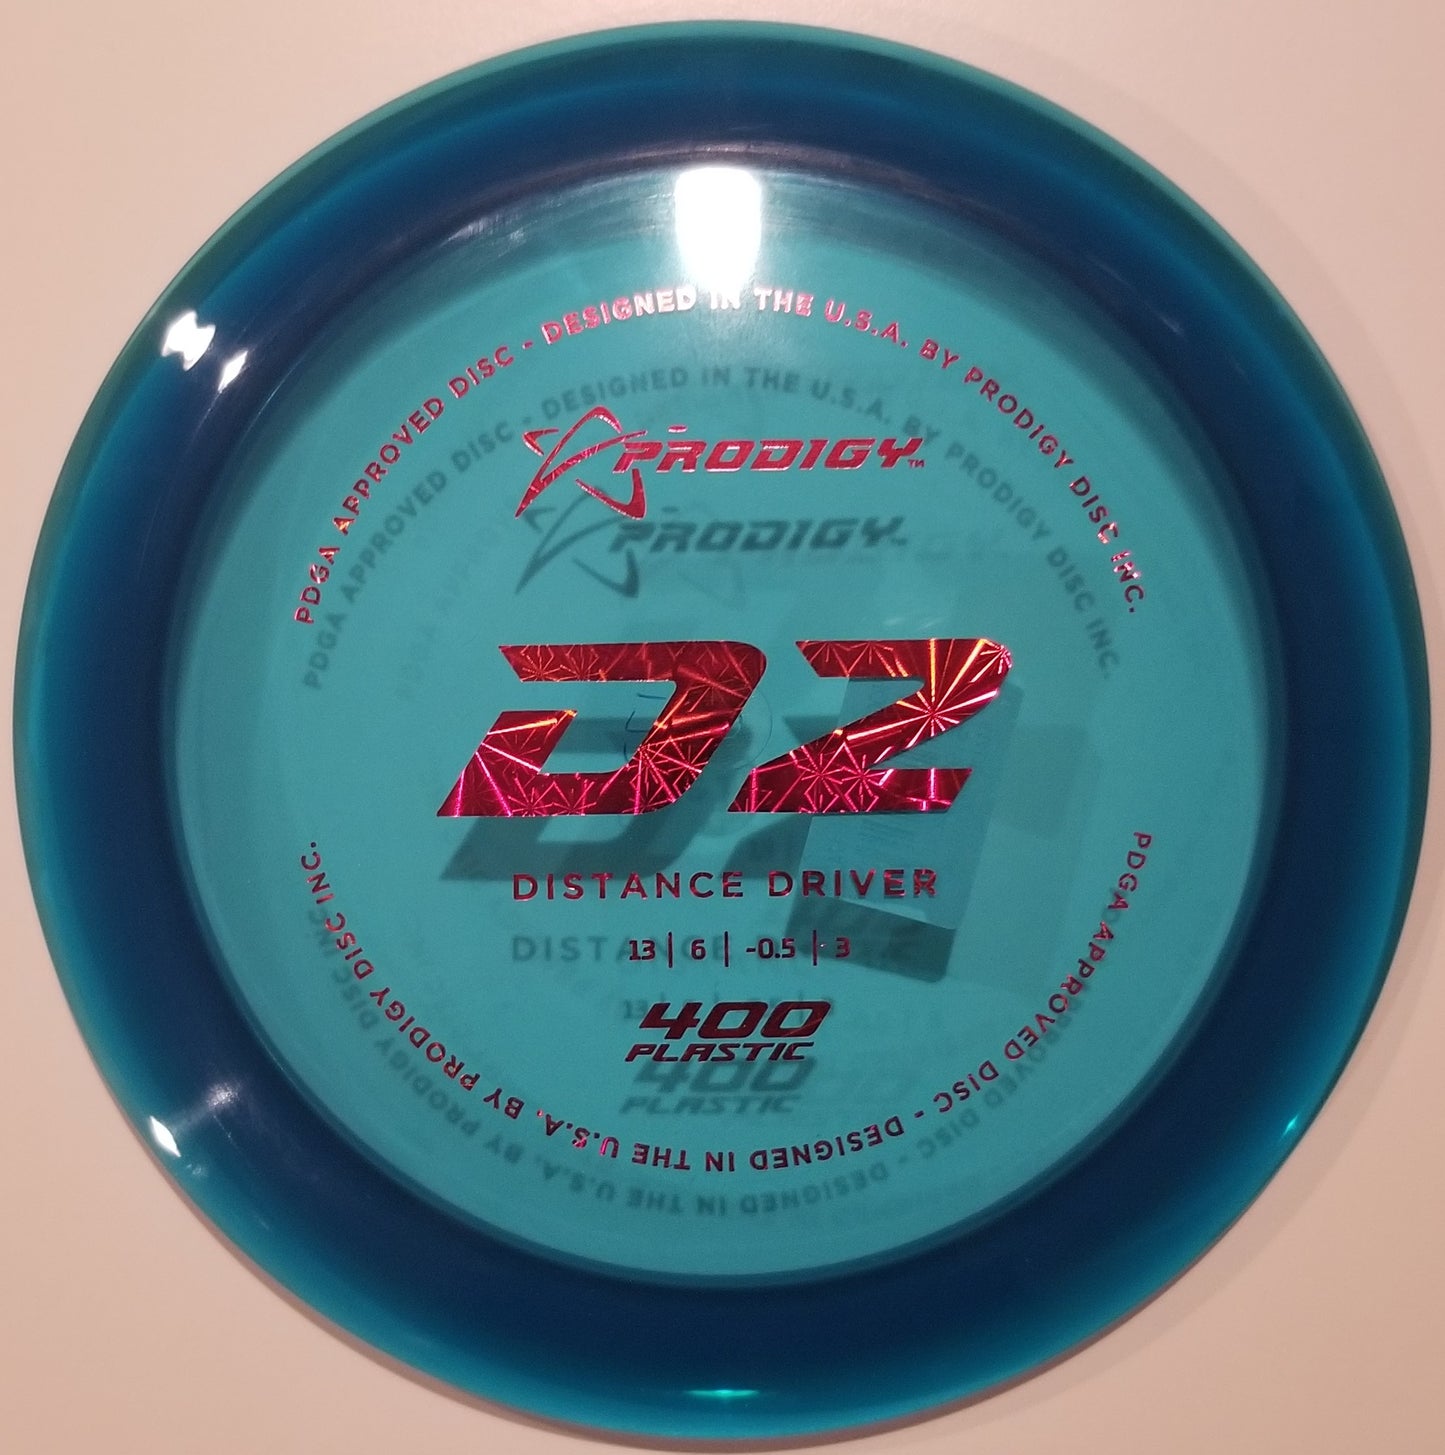 PDGA APPROVED DISC - DESIGNED IN THE U.S.A. BY PRODIGY DISC INC.
PRODIGY™
D2
DISTANCE DRIVER
13 | 6 | -0.5 | 3
400
PLASTIC
PDGA APPROVED DISC - DESIGNED IN THE U.S.A. BY PRODIGY DISC INC.